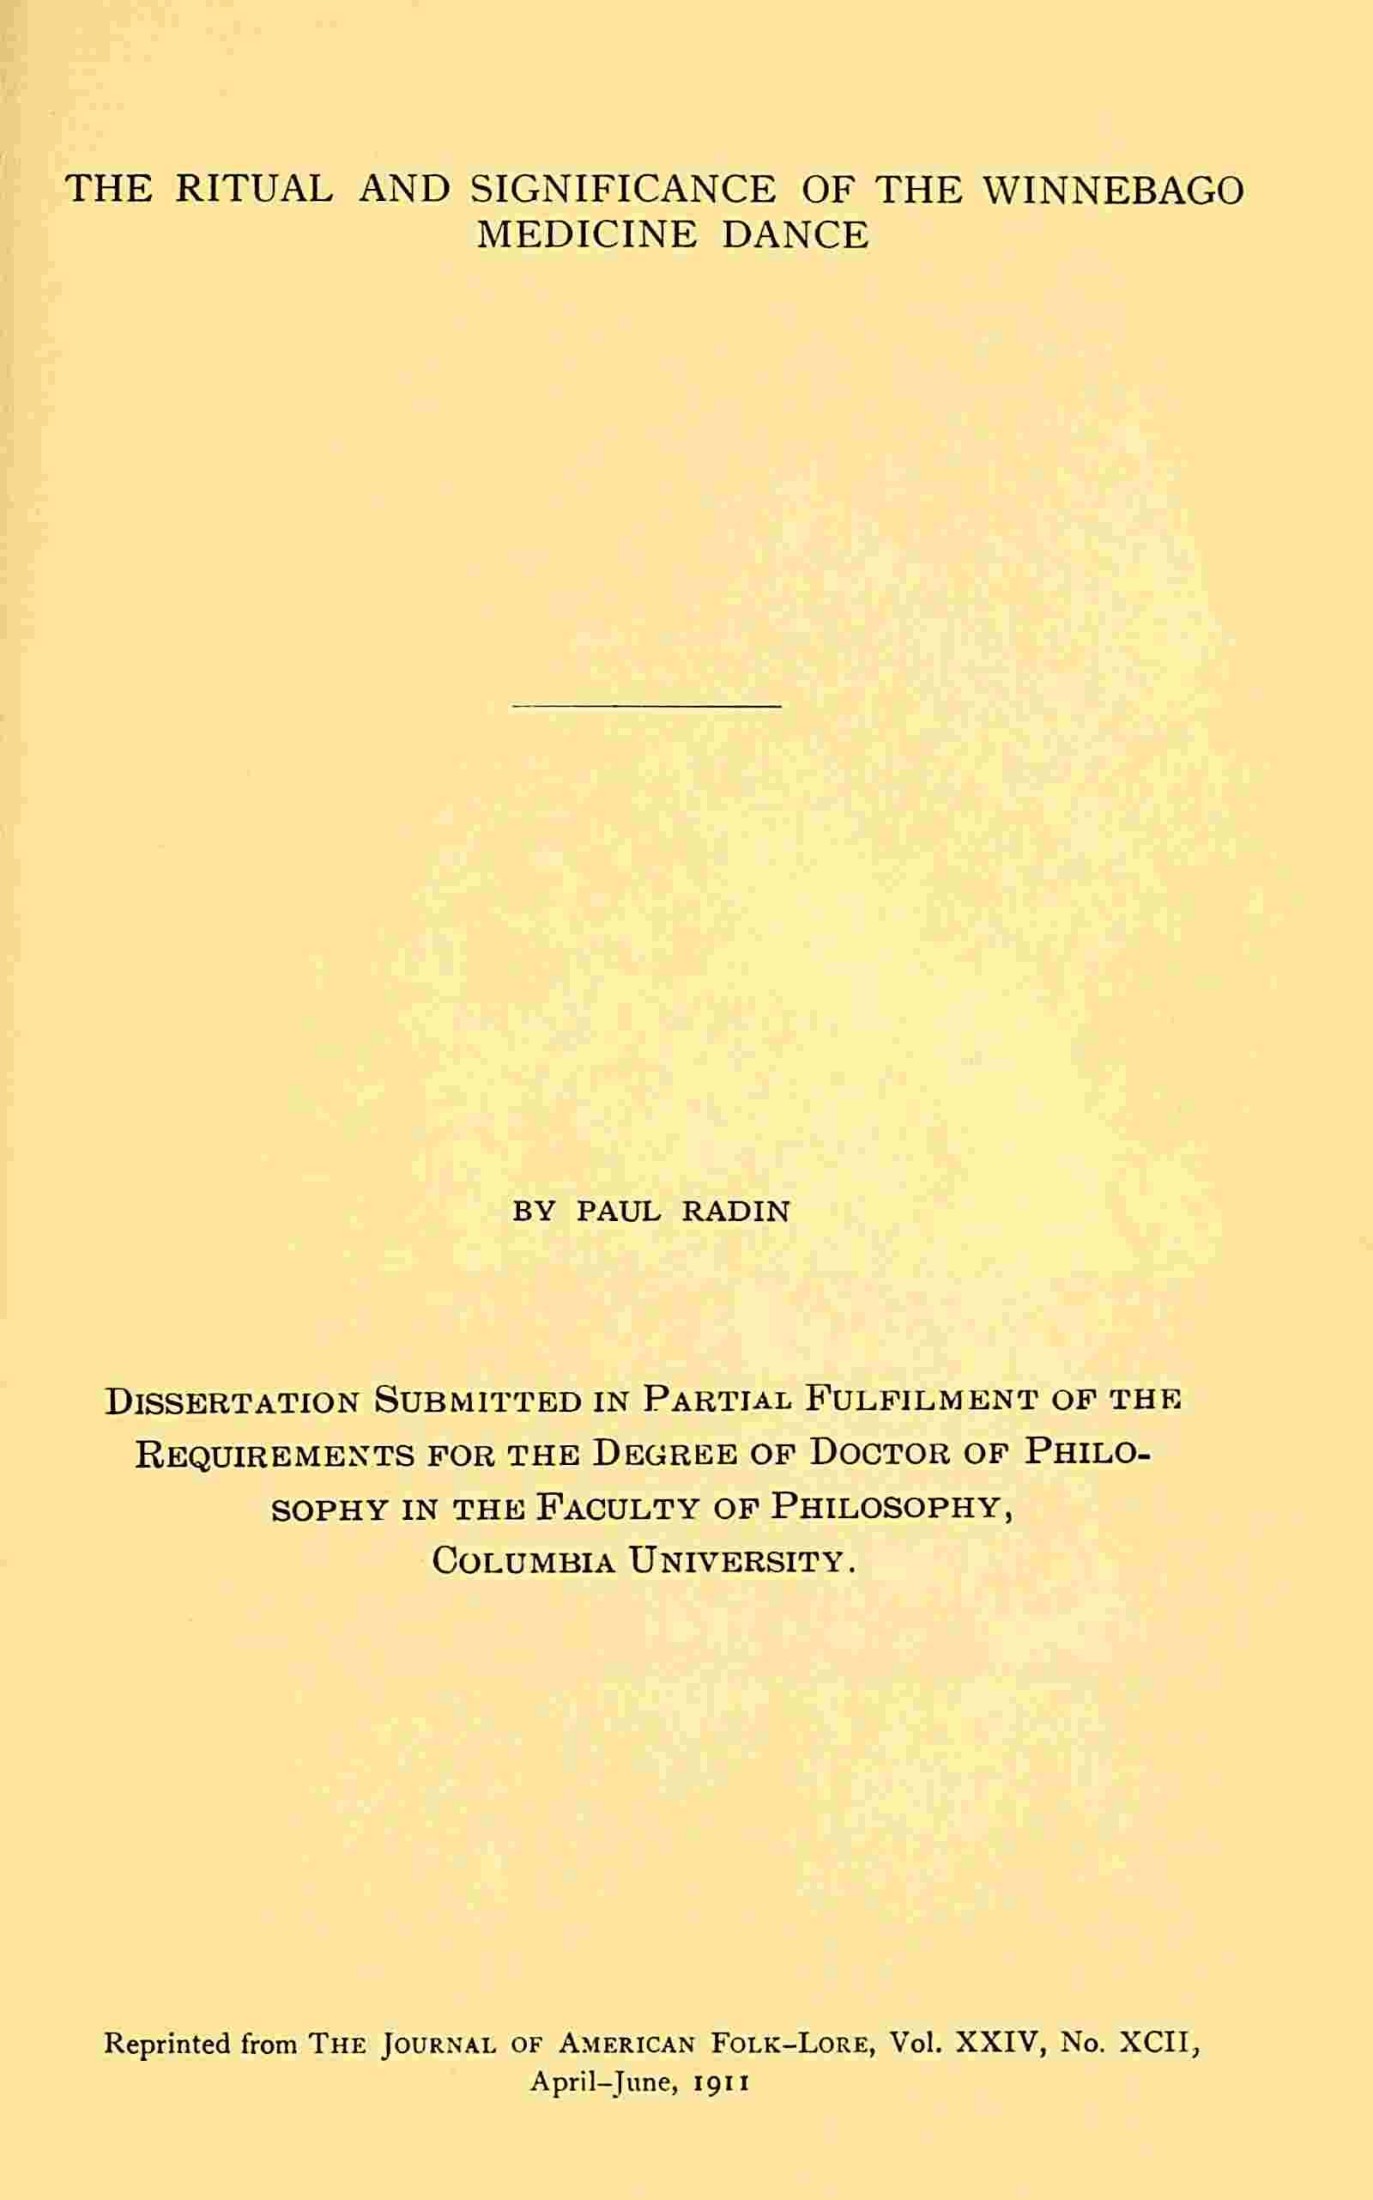 THE RITUAL AND SIGNIFICANCE OF THE WINNEBAGO
MEDICINE DANCE
BY PAUL RADIN
DISSERTATION SUBMITTED IN PARTIAL FULFILMENT OF THE
REQUIREMENTS FOR THE DEGREE OF DOCTOR OF PHILO-
SOPHY IN THE FACULTY OF PHILOSOPHY,
COLUMBIA UNIVERSITY.
Reprinted from THE JOURNAL OF AMERICAN FOLK-LORE, Vol. XXIV, No. XCII,
April–June, 1911